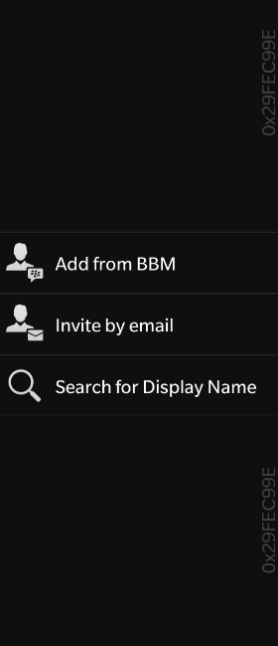 0x29FEC99E
Add from BBM
Invite by email
Search for Display Name
0x29FEC99E